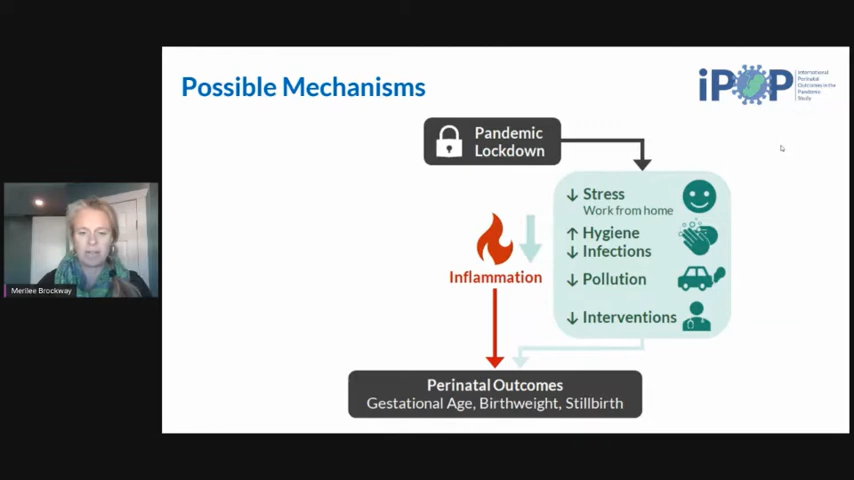 Possible Mechanisms
iPOP
International
Perinatal
Outcomes in the
Pandemic
Study
Pandemic
Lockdown
↓ Stress
Work from home
↑ Hygiene
↓ Infections
↓ Pollution
↓ Interventions
Inflammation
Perinatal Outcomes
Gestational Age, Birthweight, Stillbirth
Merilee Brockway